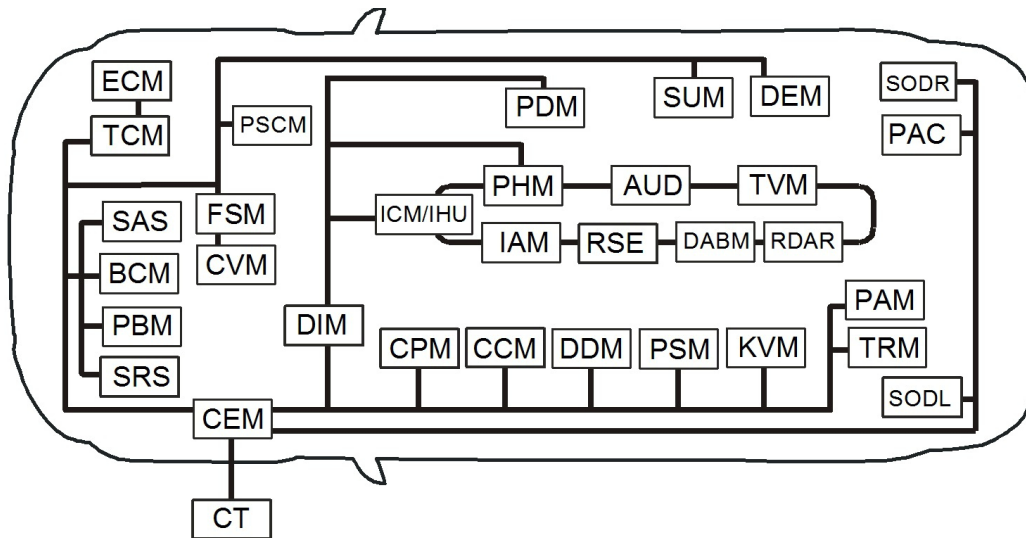 ECM
TCM
PSCM
PDM
SUM
DEM
SODR
PAC
SAS
BCM
PBM
SRS
FSM
CVM
ICM/IHU
PHM
AUD
TVM
IAM
RSE
DABM
RDAR
DIM
CPM
CCM
DDM
PSM
KVM
PAM
TRM
SODL
CEM
CT